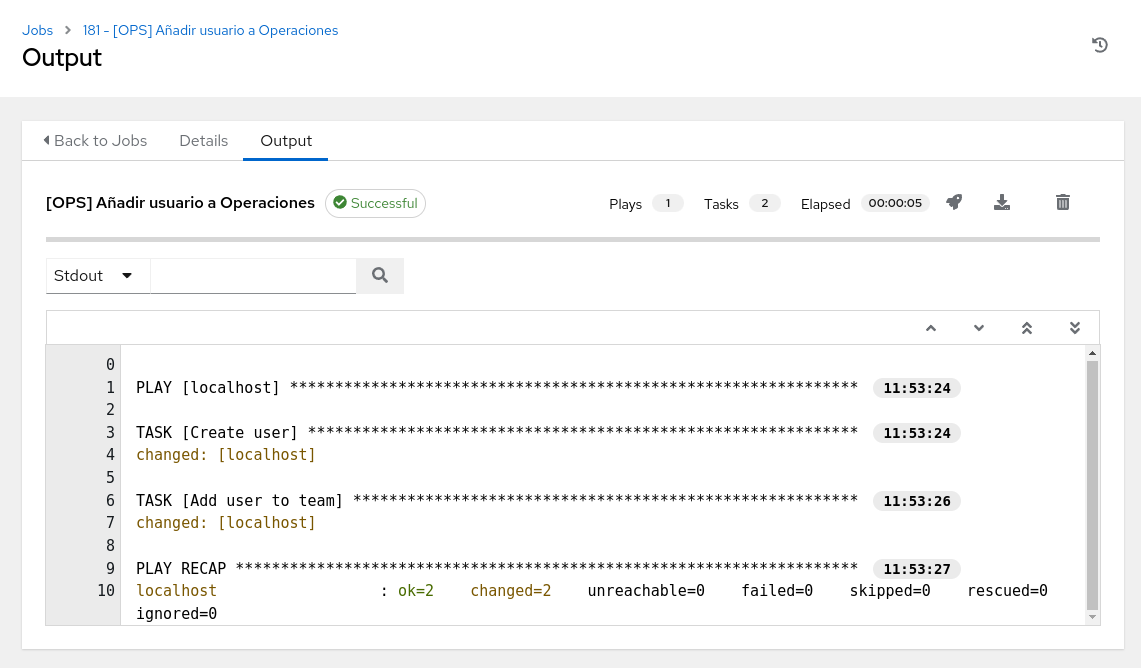 Jobs 181 - [OPS] Añadir usuario a Operaciones
Output
Back to Jobs Details Output
[OPS] Añadir usuario a Operaciones Successful Plays 1 Tasks 2 Elapsed 00:00:05
Stdout
0
1 PLAY [localhost] *************************************************************** 11:53:24
2
3 TASK [Create user] ************************************************************* 11:53:24
4 changed: [localhost]
5
6 TASK [Add user to team] ******************************************************** 11:53:26
7 changed: [localhost]
8
9 PLAY RECAP ********************************************************************* 11:53:27
10 localhost : ok=2 changed=2 unreachable=0 failed=0 skipped=0 rescued=0
ignored=0